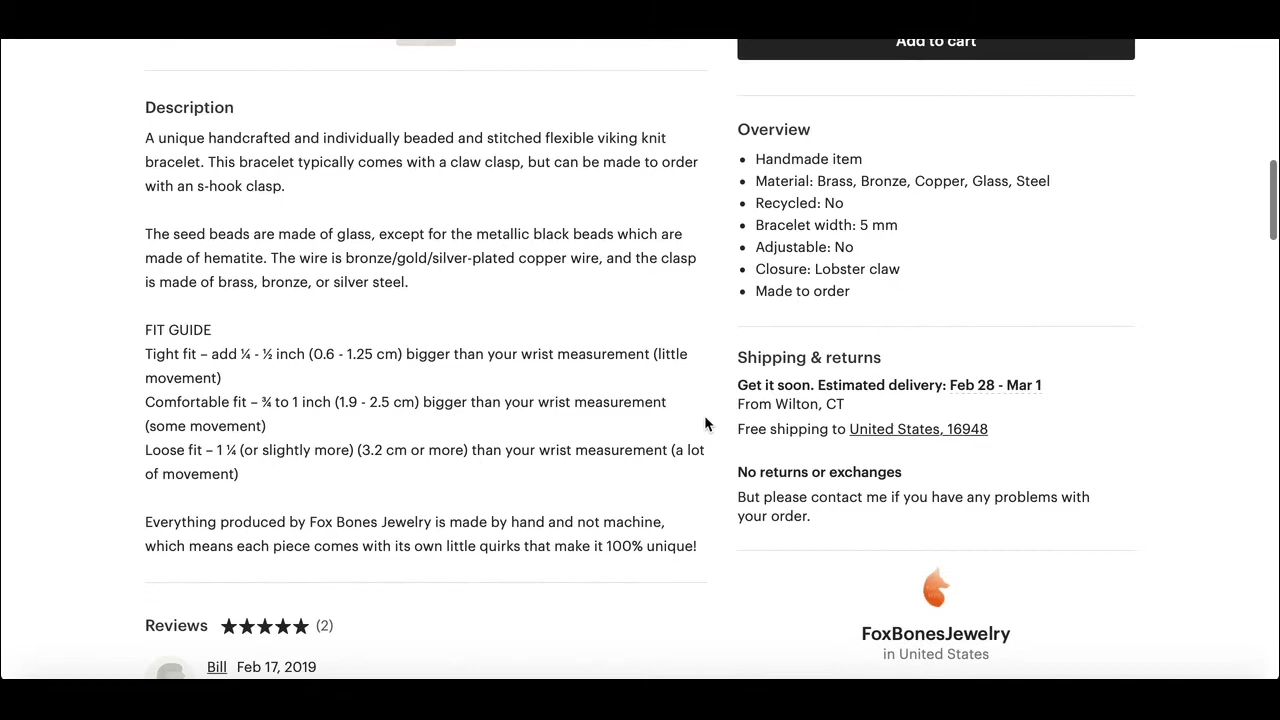 Add to cart
Description
A unique handcrafted and individually beaded and stitched flexible viking knit
bracelet. This bracelet typically comes with a claw clasp, but can be made to order
with an s-hook clasp.
The seed beads are made of glass, except for the metallic black beads which are
made of hematite. The wire is bronze/gold/silver-plated copper wire, and the clasp
is made of brass, bronze, or silver steel.
FIT GUIDE
Tight fit – add ¼ - ½ inch (0.6 - 1.25 cm) bigger than your wrist measurement (little
movement)
Comfortable fit – ¾ to 1 inch (1.9 - 2.5 cm) bigger than your wrist measurement
(some movement)
Loose fit – 1 ¼ (or slightly more) (3.2 cm or more) than your wrist measurement (a lot
of movement)
Everything produced by Fox Bones Jewelry is made by hand and not machine,
which means each piece comes with its own little quirks that make it 100% unique!
Reviews (2)
Bill Feb 17, 2019
Overview
Handmade item
Material: Brass, Bronze, Copper, Glass, Steel
Recycled: No
Bracelet width: 5 mm
Adjustable: No
Closure: Lobster claw
Made to order
Shipping & returns
Get it soon. Estimated delivery: Feb 28 - Mar 1
From Wilton, CT
Free shipping to United States, 16948
No returns or exchanges
But please contact me if you have any problems with
your order.
FoxBonesJewelry
in United States